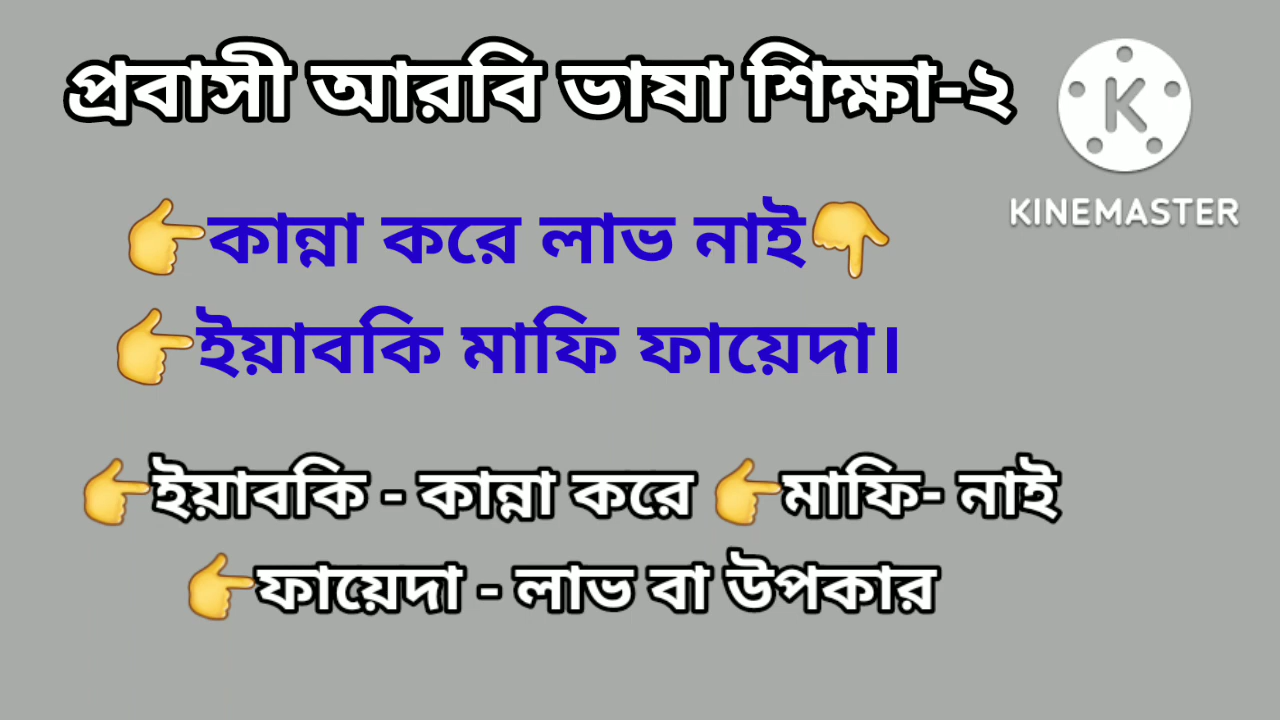 প্রবাসী আরবি ভাষা শিক্ষা-২
K
KINEMASTER
👉কান্না করে লাভ নাই👇
👉ইয়াবকি মাফি ফায়েদা।
👉ইয়াবকি - কান্না করে 👉মাফি- নাই
👉ফায়েদা - লাভ বা উপকার